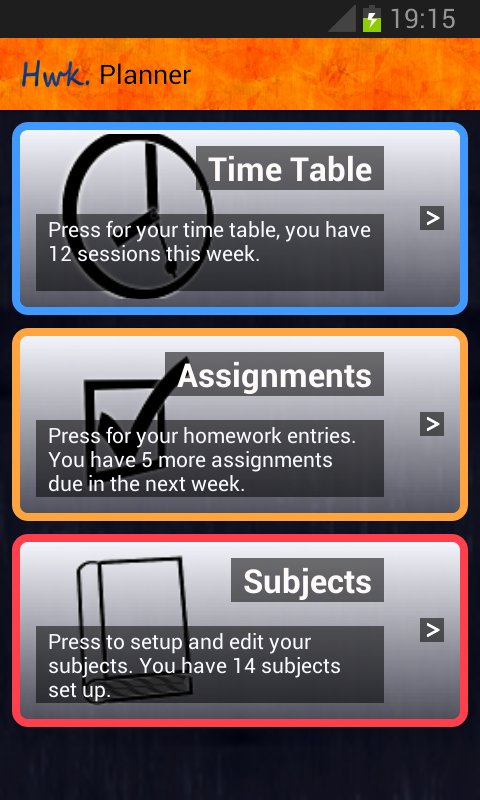 19:15
Hwk. Planner
Time Table
Press for your time table, you have
12 sessions this week.
>
Assignments
Press for your homework entries.
You have 5 more assignments
due in the next week.
>
Subjects
Press to setup and edit your
subjects. You have 14 subjects
set up.
>